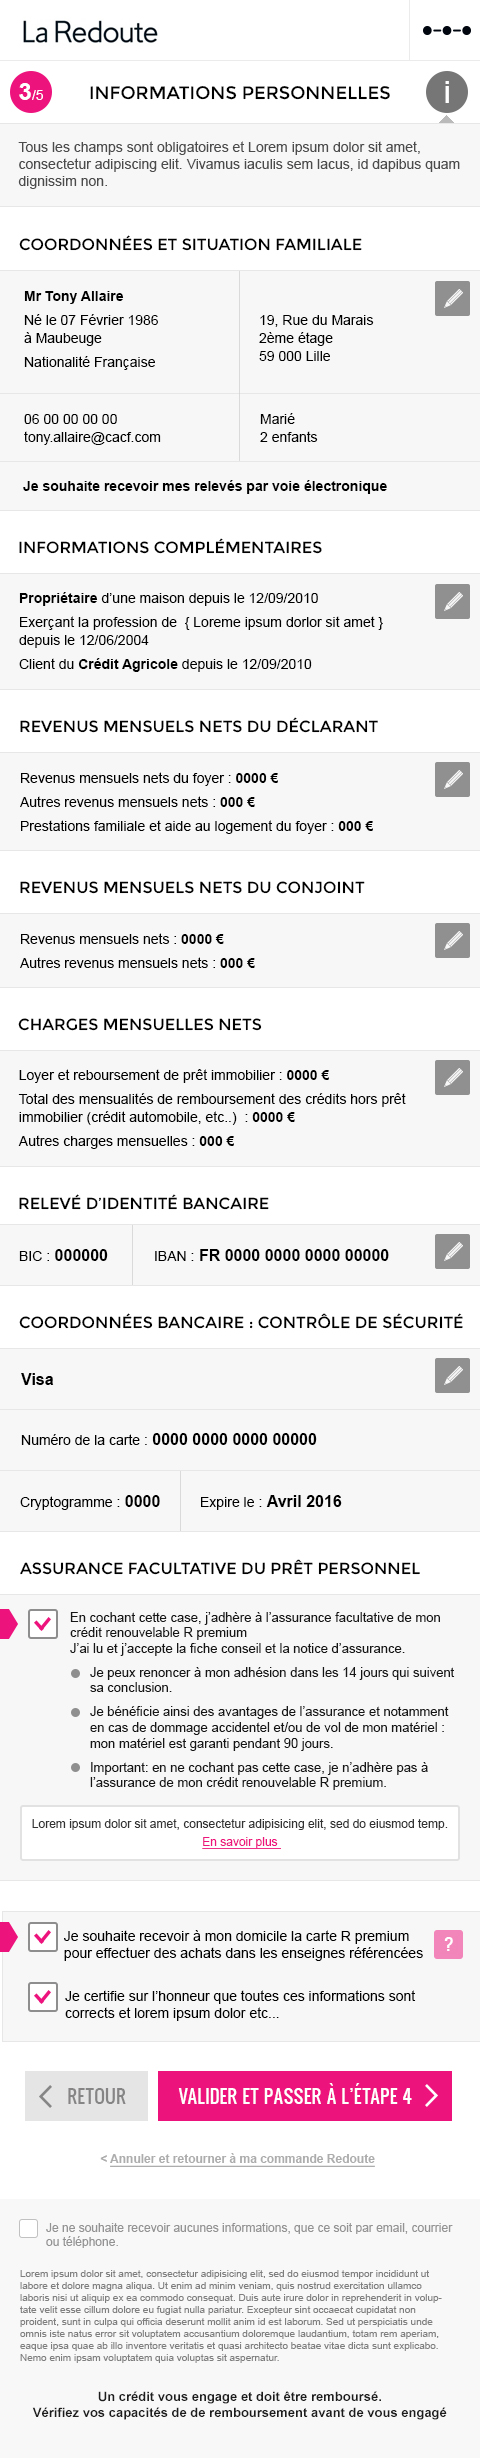 La Redoute
3/5
INFORMATIONS PERSONNELLES
i
Tous les champs sont obligatoires et Lorem ipsum dolor sit amet,
consectetur adipiscing elit. Vivamus iaculis sem lacus, id dapibus quam
dignissim non.
COORDONNÉES ET SITUATION FAMILIALE
Mr Tony Allaire
Né le 07 Février 1986
à Maubeuge
Nationalité Française
19, Rue du Marais
2ème étage
59 000 Lille
06 00 00 00 00
tony.allaire@cacf.com
Marié
2 enfants
Je souhaite recevoir mes relevés par voie électronique
INFORMATIONS COMPLÉMENTAIRES
Propriétaire d'une maison depuis le 12/09/2010
Exerçant la profession de { Loreme ipsum dorlor sit amet }
depuis le 12/06/2004
Client du Crédit Agricole depuis le 12/09/2010
REVENUS MENSUELS NETS DU DÉCLARANT
Revenus mensuels nets du foyer : 0000 €
Autres revenus mensuels nets : 000 €
Prestations familiale et aide au logement du foyer : 000 €
REVENUS MENSUELS NETS DU CONJOINT
Revenus mensuels nets : 0000 €
Autres revenus mensuels nets : 000 €
CHARGES MENSUELLES NETS
Loyer et reboursement de prêt immobilier : 0000 €
Total des mensualités de remboursement des crédits hors prêt
immobilier (crédit automobile, etc..) : 0000 €
Autres charges mensuelles : 000 €
RELEVÉ D'IDENTITÉ BANCAIRE
BIC : 000000
IBAN : FR 0000 0000 0000 00000
COORDONNÉES BANCAIRE : CONTRÔLE DE SÉCURITÉ
Visa
Numéro de la carte : 0000 0000 0000 00000
Cryptogramme : 0000
Expire le : Avril 2016
ASSURANCE FACULTATIVE DU PRÊT PERSONNEL
En cochant cette case, j'adhère à l'assurance facultative de mon
crédit renouvelable R premium
J'ai lu et j'accepte la fiche conseil et la notice d'assurance.
Je peux renoncer à mon adhésion dans les 14 jours qui suivent
sa conclusion.
Je bénéficie ainsi des avantages de l'assurance et notamment
en cas de dommage accidentel et/ou de vol de mon matériel :
mon matériel est garanti pendant 90 jours.
Important: en ne cochant pas cette case, je n'adhère pas à
l'assurance de mon crédit renouvelable R premium.
Lorem ipsum dolor sit amet, consectetur adipisicing elit, sed do eiusmod temp.
En savoir plus
Je souhaite recevoir à mon domicile la carte R premium
pour effectuer des achats dans les enseignes référencées
?
Je certifie sur l'honneur que toutes ces informations sont
corrects et lorem ipsum dolor etc...
RETOUR
VALIDER ET PASSER À L'ÉTAPE 4
< Annuler et retourner à ma commande Redoute
Je ne souhaite recevoir aucunes informations, que ce soit par email, courrier
ou téléphone.
Lorem ipsum dolor sit amet, consectetur adipisicing elit, sed do eiusmod tempor incididunt ut
labore et dolore magna aliqua. Ut enim ad minim veniam, quis nostrud exercitation ullamco
laboris nisi ut aliquip ex ea commodo consequat. Duis aute irure dolor in reprehenderit in volup-
tate velit esse cillum dolore eu fugiat nulla pariatur. Excepteur sint occaecat cupidatat non
proident, sunt in culpa qui officia deserunt mollit anim id est laborum. Sed ut perspiciatis unde
omnis iste natus error sit voluptatem accusantium doloremque laudantium, totam rem aperiam,
eaque ipsa quae ab illo inventore veritatis et quasi architecto beatae vitae dicta sunt explicabo.
Nemo enim ipsam voluptatem quia voluptas sit aspernatur.
Un crédit vous engage et doit être remboursé.
Vérifiez vos capacités de de remboursement avant de vous engagé